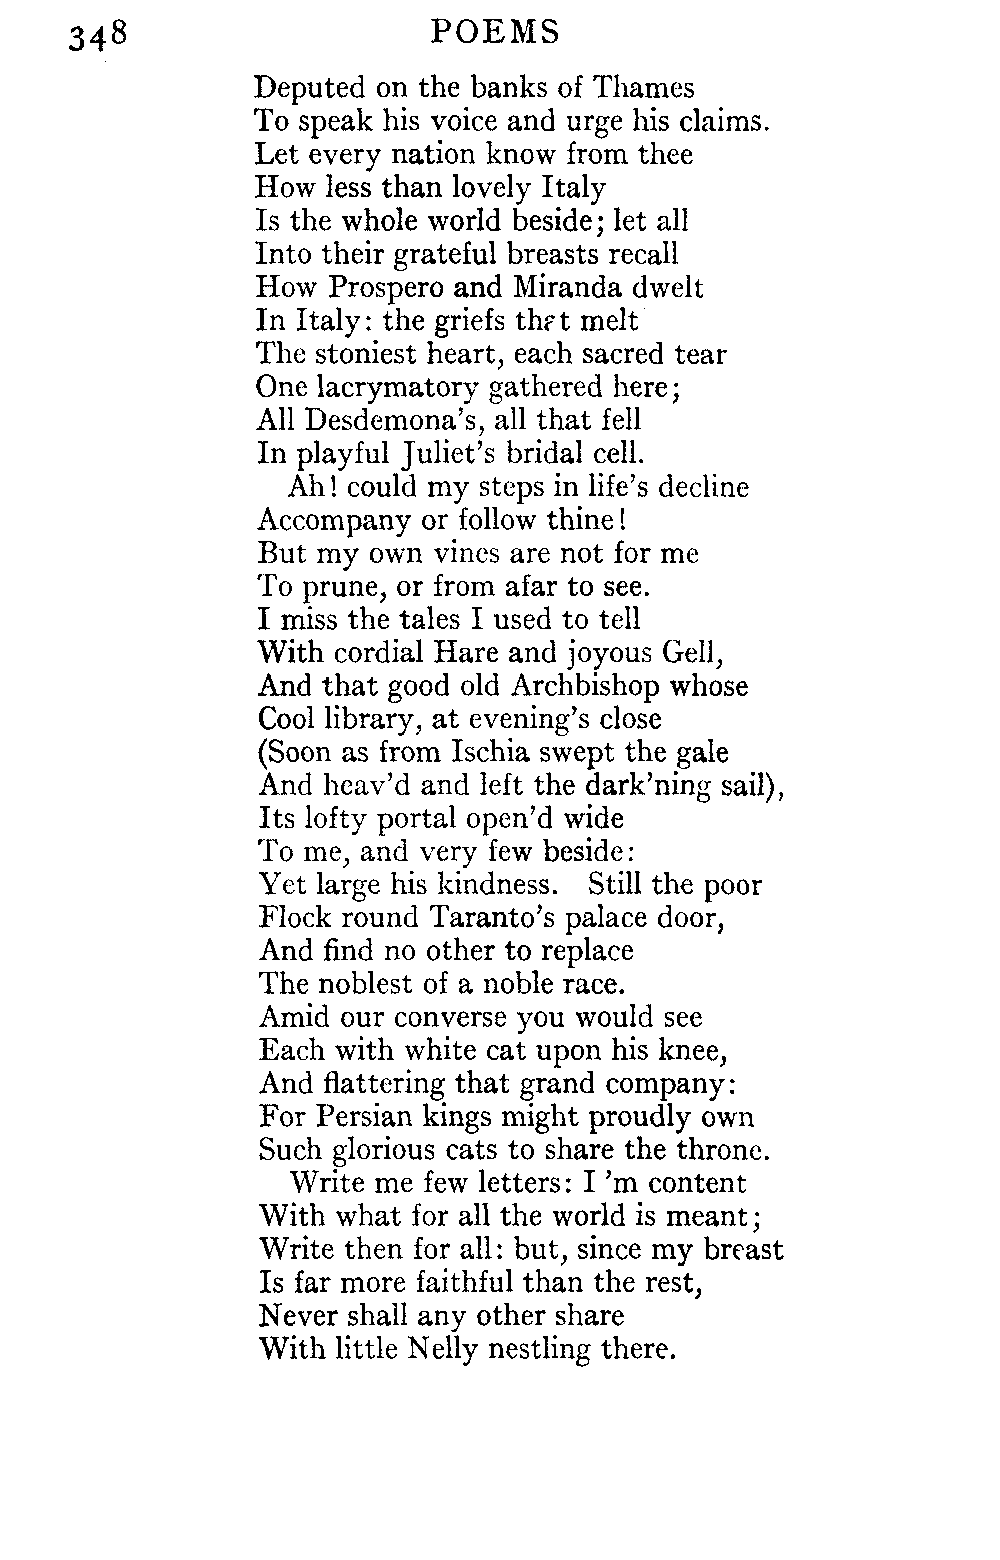 348 POEMS
Deputed on the banks of Thames
To speak his voice and urge his claims.
Let every nation know from thee
How less than lovely Italy
Is the whole world beside; let all
Into their grateful breasts recall
How Prospero and Miranda dwelt
In Italy: the griefs that melt
The stoniest heart, each sacred tear
One lacrymatory gathered here;
All Desdemona's, all that fell
In playful Juliet's bridal cell.
Ah! could my steps in life's decline
Accompany or follow thine!
But my own vines are not for me
To prune, or from afar to see.
I miss the tales I used to tell
With cordial Hare and joyous Gell,
And that good old Archbishop whose
Cool library, at evening's close
(Soon as from Ischia swept the gale
And heav'd and left the dark'ning sail),
Its lofty portal open'd wide
To me, and very few beside:
Yet large his kindness. Still the poor
Flock round Taranto's palace door,
And find no other to replace
The noblest of a noble race.
Amid our converse you would see
Each with white cat upon his knee,
And flattering that grand company:
For Persian kings might proudly own
Such glorious cats to share the throne.
Write me few letters: I 'm content
With what for all the world is meant;
Write then for all: but, since my breast
Is far more faithful than the rest,
Never shall any other share
With little Nelly nestling there.